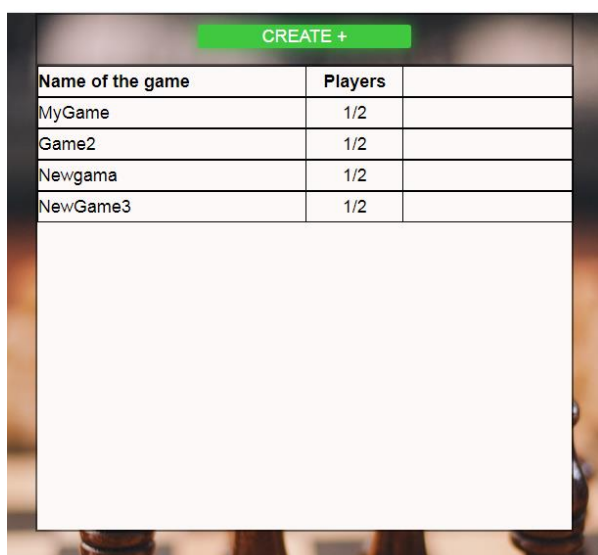 CREATE +
Name of the game Players
MyGame 1/2
Game2 1/2
Newgama 1/2
NewGame3 1/2